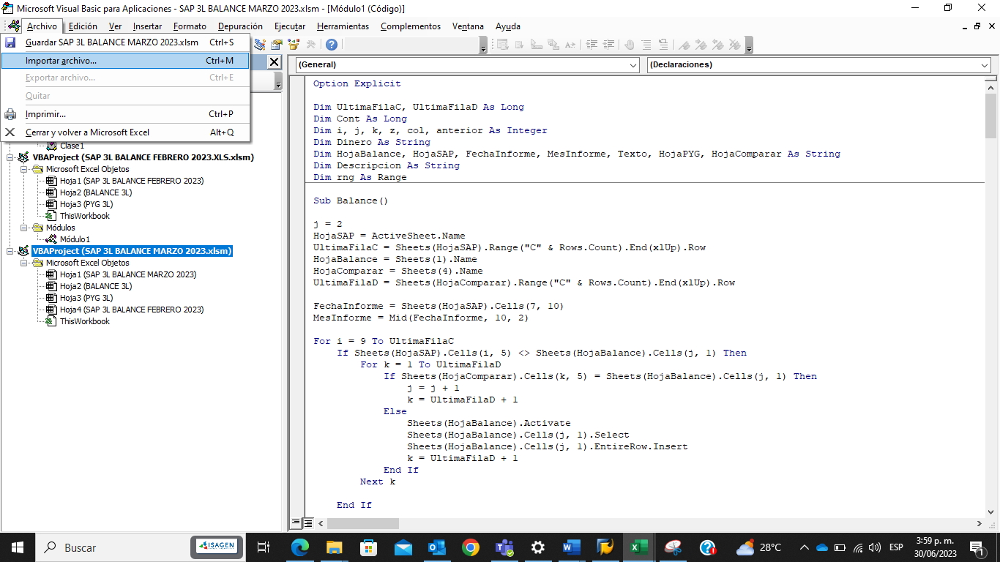 Microsoft Visual Basic para Aplicaciones - SAP 3L BALANCE MARZO 2023.xlsm - [Módulo1 (Código)]
Archivo Edición Ver Insertar Formato Depuración Ejecutar Herramientas Complementos Ventana Ayuda
Guardar SAP 3L BALANCE MARZO 2023.xlsm Ctrl+S
Importar archivo... Ctrl+M
Exportar archivo... Ctrl+E
Quitar
Imprimir... Ctrl+P
Cerrar y volver a Microsoft Excel Alt+Q
Clase1
VBAProject (SAP 3L BALANCE FEBRERO 2023.XLS.xlsm)
Microsoft Excel Objetos
Hoja1 (SAP 3L BALANCE FEBRERO 2023)
Hoja2 (BALANCE 3L)
Hoja3 (PYG 3L)
ThisWorkbook
Módulos
Módulo1
VBAProject (SAP 3L BALANCE MARZO 2023.xlsm)
Microsoft Excel Objetos
Hoja1 (SAP 3L BALANCE MARZO 2023)
Hoja2 (BALANCE 3L)
Hoja3 (PYG 3L)
Hoja4 (SAP 3L BALANCE FEBRERO 2023)
ThisWorkbook
(General) (Declaraciones)
Option Explicit
Dim UltimaFilaC, UltimaFilaD As Long
Dim Cont As Long
Dim i, j, k, z, col, anterior As Integer
Dim Dinero As String
Dim HojaBalance, HojaSAP, FechaInforme, MesInforme, Texto, HojaPYG, HojaComparar As String
Dim Descripcion As String
Dim rng As Range
Sub Balance()
j = 2
HojaSAP = ActiveSheet.Name
UltimaFilaC = Sheets(HojaSAP).Range("C" & Rows.Count).End(xlUp).Row
HojaBalance = Sheets(1).Name
HojaComparar = Sheets(4).Name
UltimaFilaD = Sheets(HojaComparar).Range("C" & Rows.Count).End(xlUp).Row
FechaInforme = Sheets(HojaSAP).Cells(7, 10)
MesInforme = Mid(FechaInforme, 10, 2)
For i = 9 To UltimaFilaC
If Sheets(HojaSAP).Cells(i, 5) <> Sheets(HojaBalance).Cells(j, 1) Then
For k = 1 To UltimaFilaD
If Sheets(HojaComparar).Cells(k, 5) = Sheets(HojaBalance).Cells(j, 1) Then
j = j + 1
k = UltimaFilaD + 1
Else
Sheets(HojaBalance).Activate
Sheets(HojaBalance).Cells(j, 1).Select
Sheets(HojaBalance).Cells(j, 1).EntireRow.Insert
k = UltimaFilaD + 1
End If
Next k
End If
Buscar
ISAGEN
28°C
ESP
3:59 p. m.
30/06/2023
1